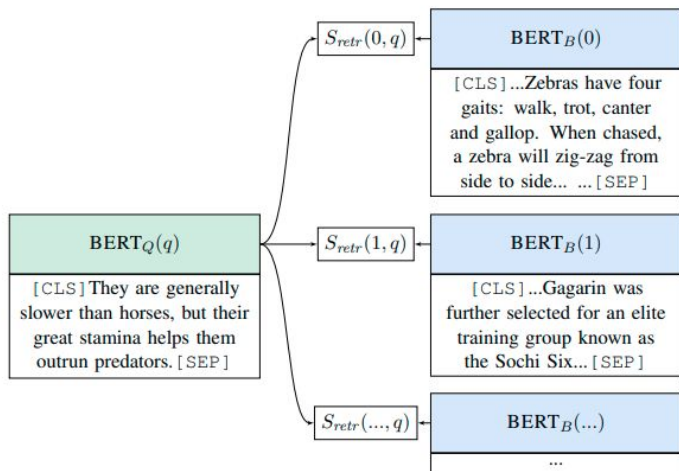 S_retr(0, q)
BERT_B(0)
[CLS]...Zebras have four
gaits: walk, trot, canter
and gallop. When chased,
a zebra will zig-zag from
side to side... ...[SEP]
BERT_Q(q)
[CLS]They are generally
slower than horses, but their
great stamina helps them
outrun predators.[SEP]
S_retr(1, q)
BERT_B(1)
[CLS]...Gagarin was
further selected for an elite
training group known as
the Sochi Six...[SEP]
S_retr(..., q)
BERT_B(...)
...